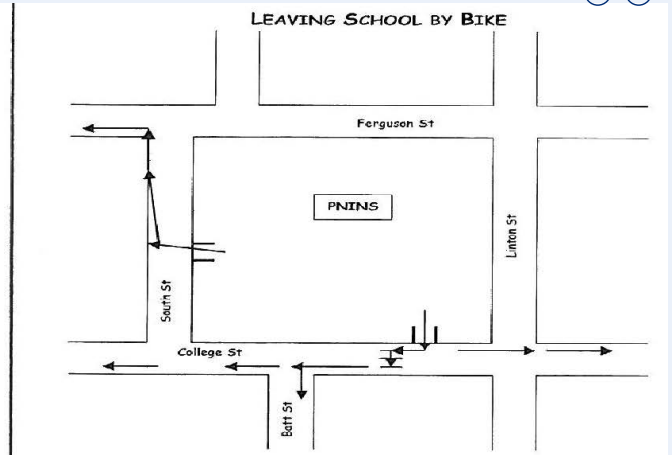 LEAVING SCHOOL BY BIKE
Ferguson St
PNINS
Linton St
South St
College St
Batt St